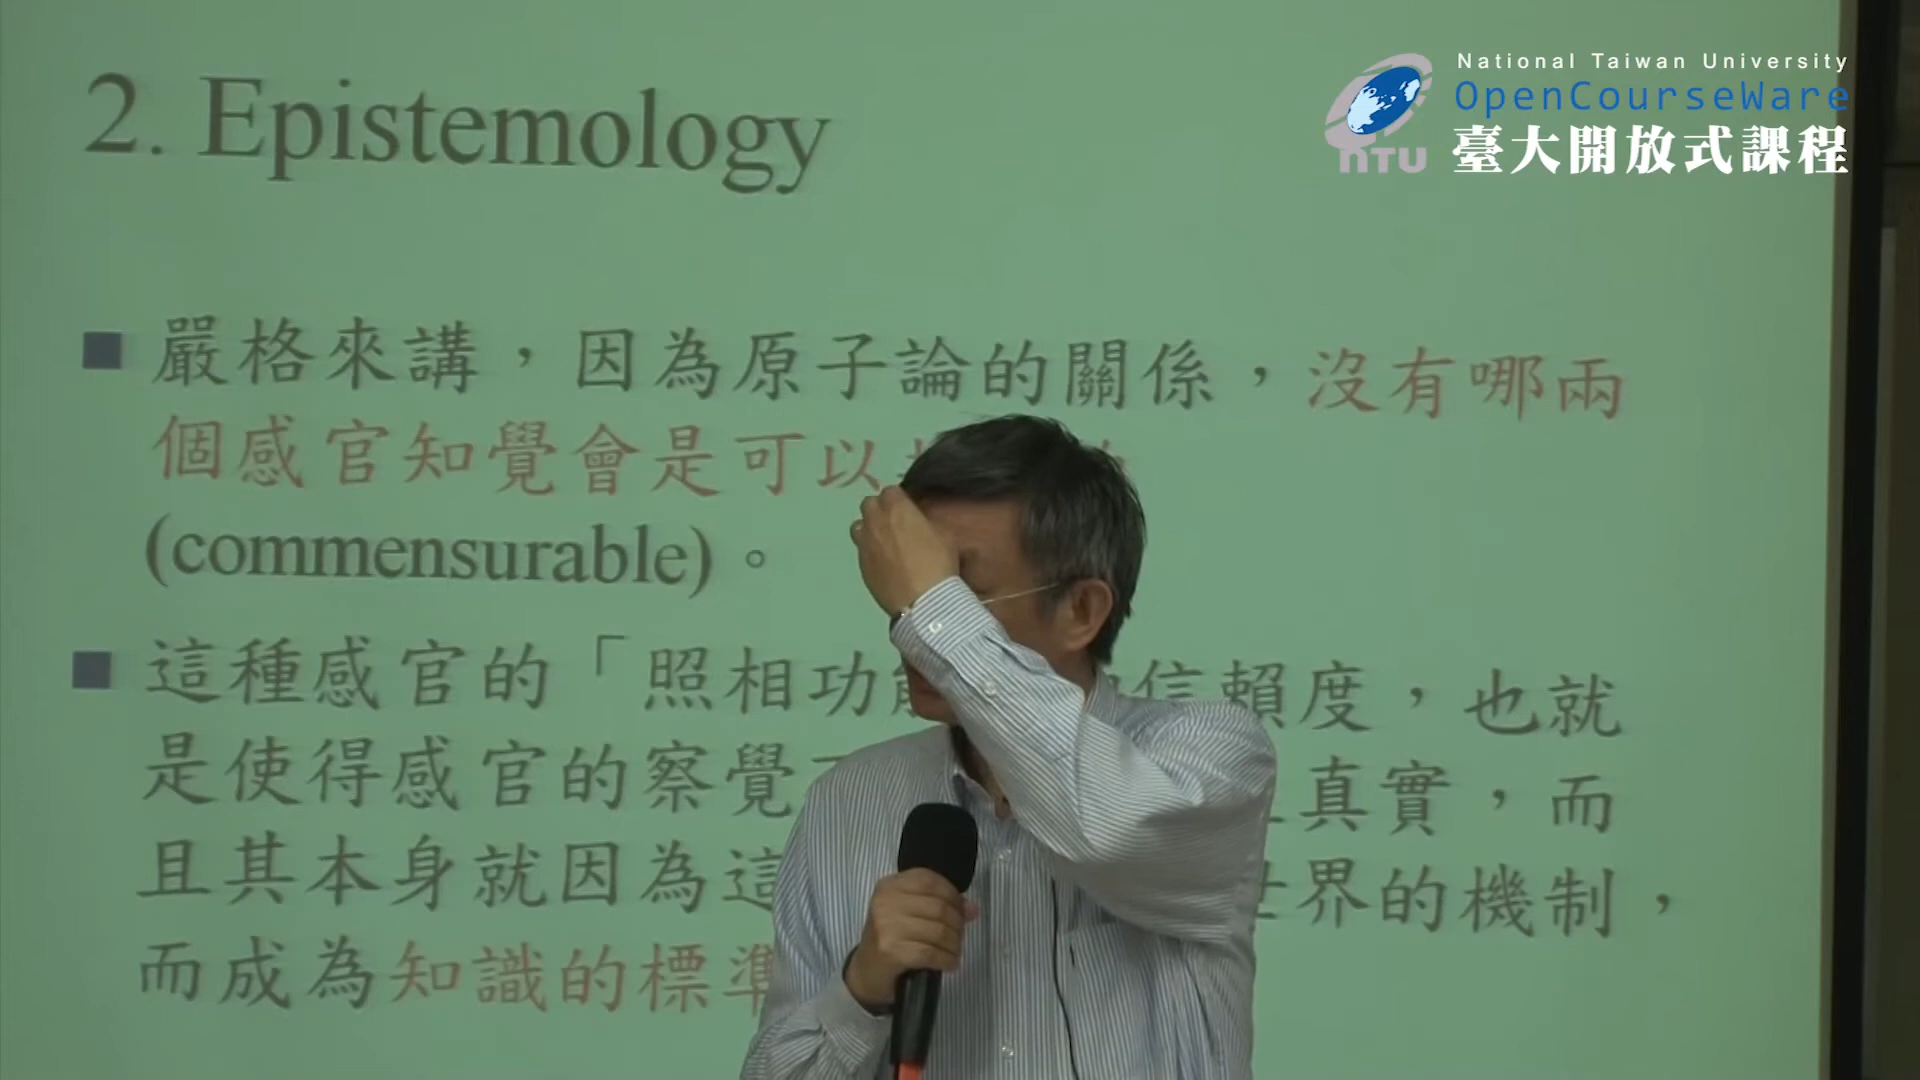 National Taiwan University
OpenCourseWare
nTU 臺大開放式課程
2. Epistemology
嚴格來講，因為原子論的關係，沒有哪兩
個感官知覺會是可以
(commensurable)。
這種感官的「照相功 信賴度，也就
是使得感官的察覺 真實，而
且其本身就因為這 世界的機制，
而成為知識的標準